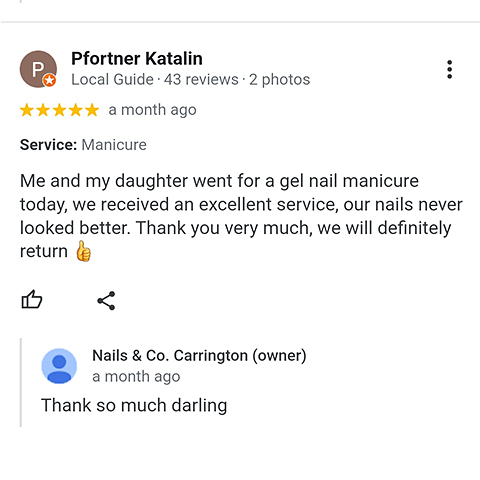 P
Pfortner Katalin
Local Guide · 43 reviews · 2 photos
a month ago
Service: Manicure
Me and my daughter went for a gel nail manicure
today, we received an excellent service, our nails never
looked better. Thank you very much, we will definitely
return 👍
Nails & Co. Carrington (owner)
a month ago
Thank so much darling